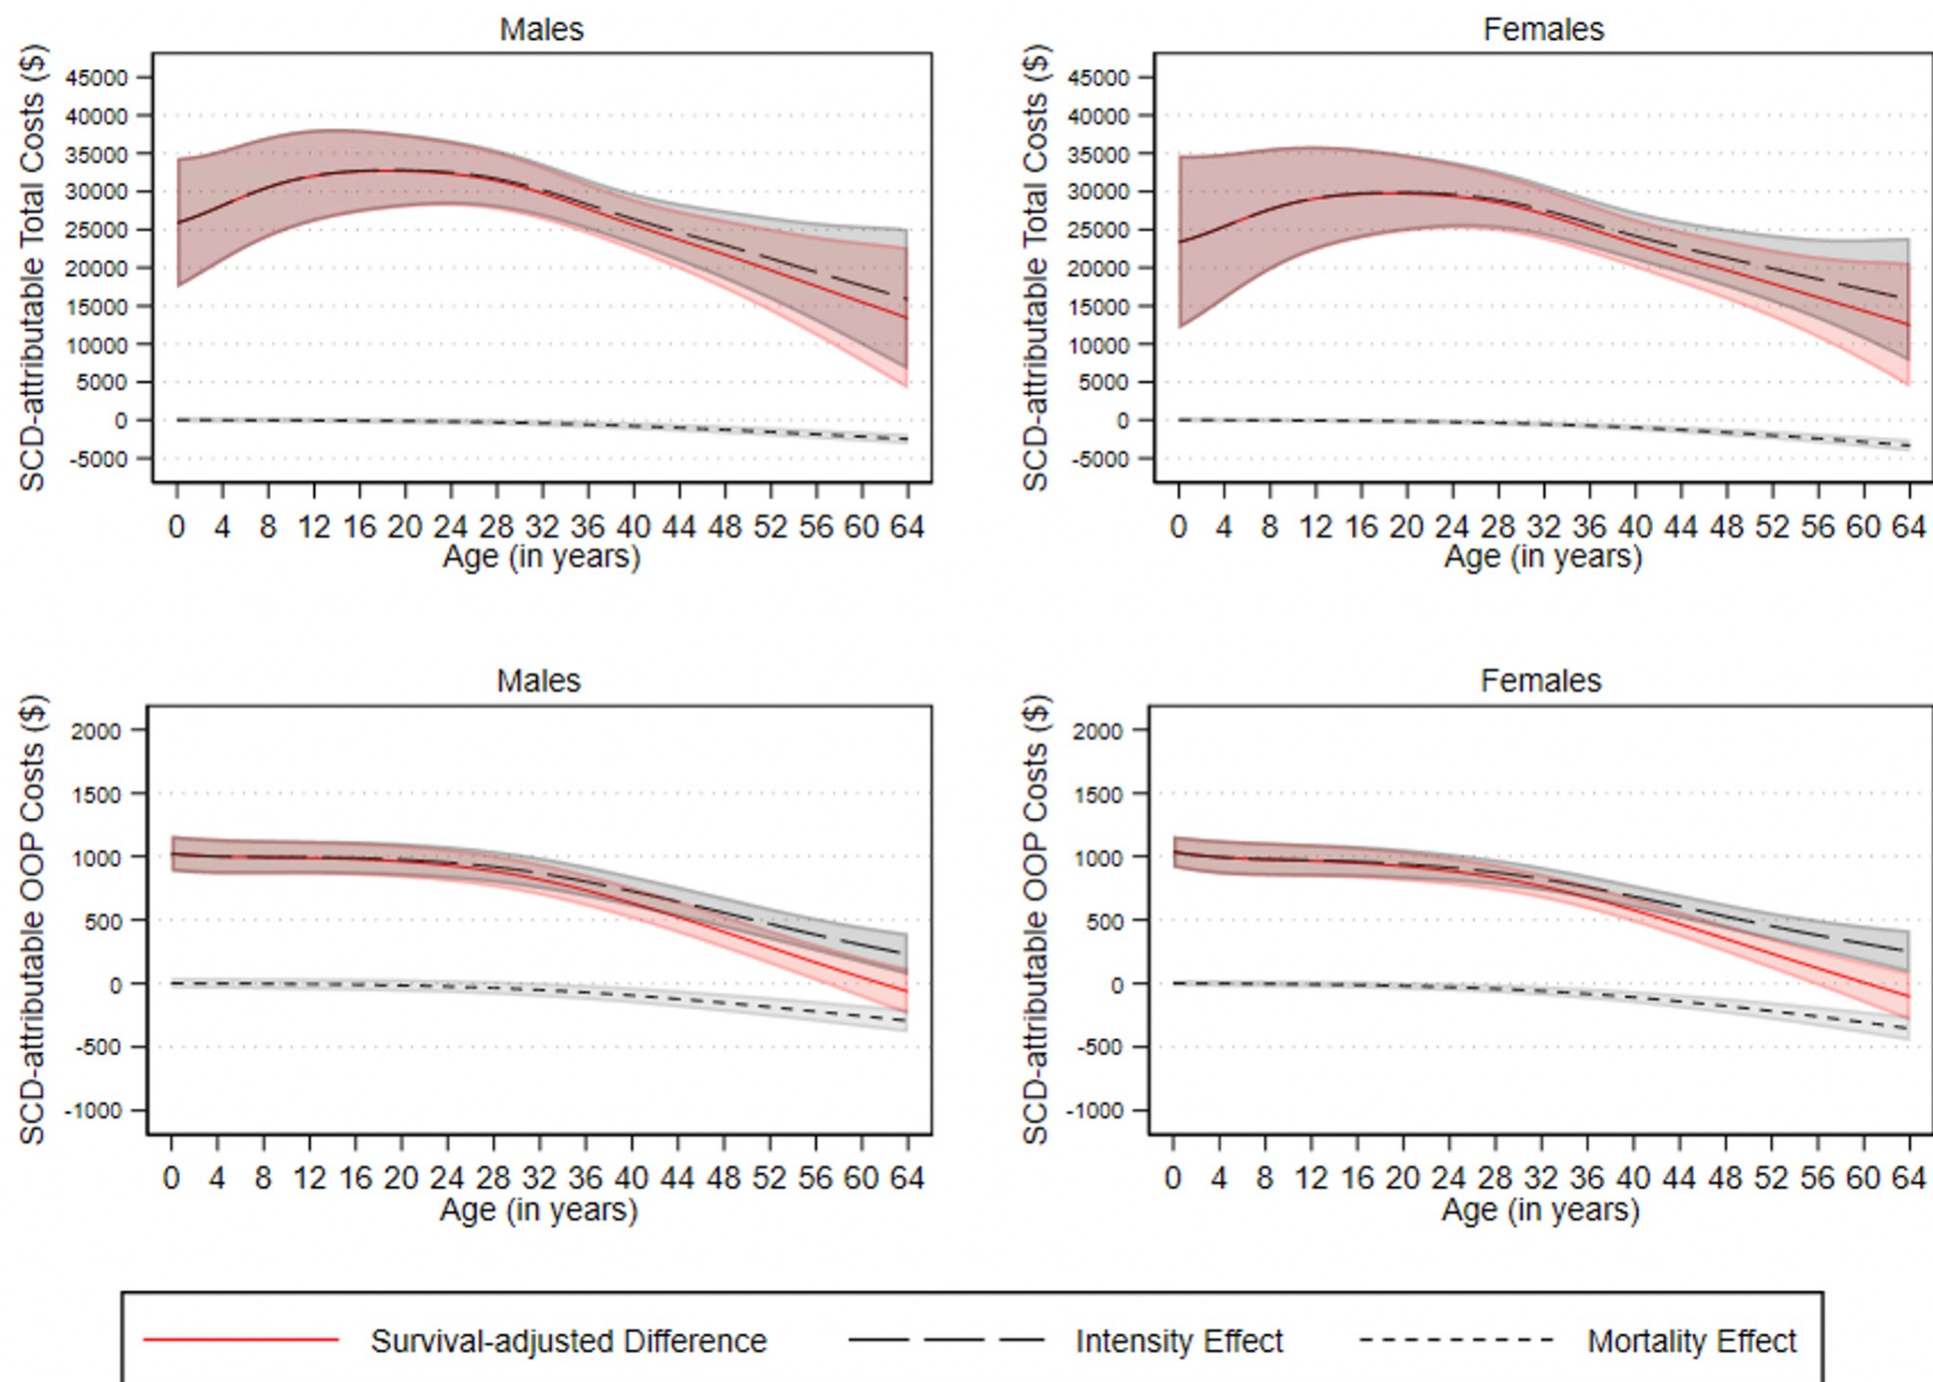 Males
SCD-attributable Total Costs ($)
45000
40000
35000
30000
25000
20000
15000
10000
5000
0
-5000
0 4 8 12 16 20 24 28 32 36 40 44 48 52 56 60 64
Age (in years)
Females
SCD-attributable Total Costs ($)
45000
40000
35000
30000
25000
20000
15000
10000
5000
0
-5000
0 4 8 12 16 20 24 28 32 36 40 44 48 52 56 60 64
Age (in years)
Males
SCD-attributable OOP Costs ($)
2000
1500
1000
500
0
-500
-1000
0 4 8 12 16 20 24 28 32 36 40 44 48 52 56 60 64
Age (in years)
Females
SCD-attributable OOP Costs ($)
2000
1500
1000
500
0
-500
-1000
0 4 8 12 16 20 24 28 32 36 40 44 48 52 56 60 64
Age (in years)
Survival-adjusted Difference Intensity Effect Mortality Effect